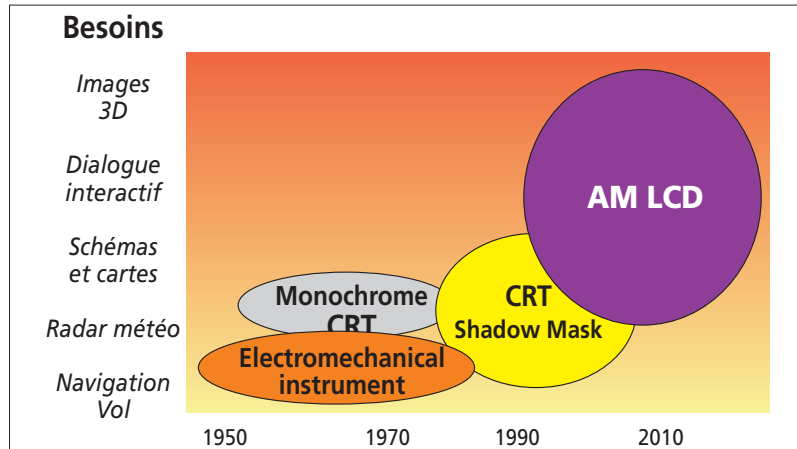 Besoins
Images
3D
Dialogue
interactif
Schémas
et cartes
Radar météo
Navigation
Vol
AM LCD
Monochrome
CRT
CRT
Shadow Mask
Electromechanical
instrument
1950 1970 1990 2010